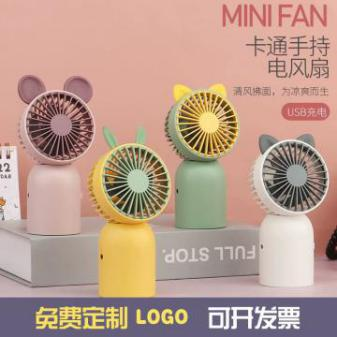 MINI FAN
卡通手持
电风扇
清风拂面，为凉爽而生
USB充电
FULL STOP.
免费定制 LOGO 可开发票